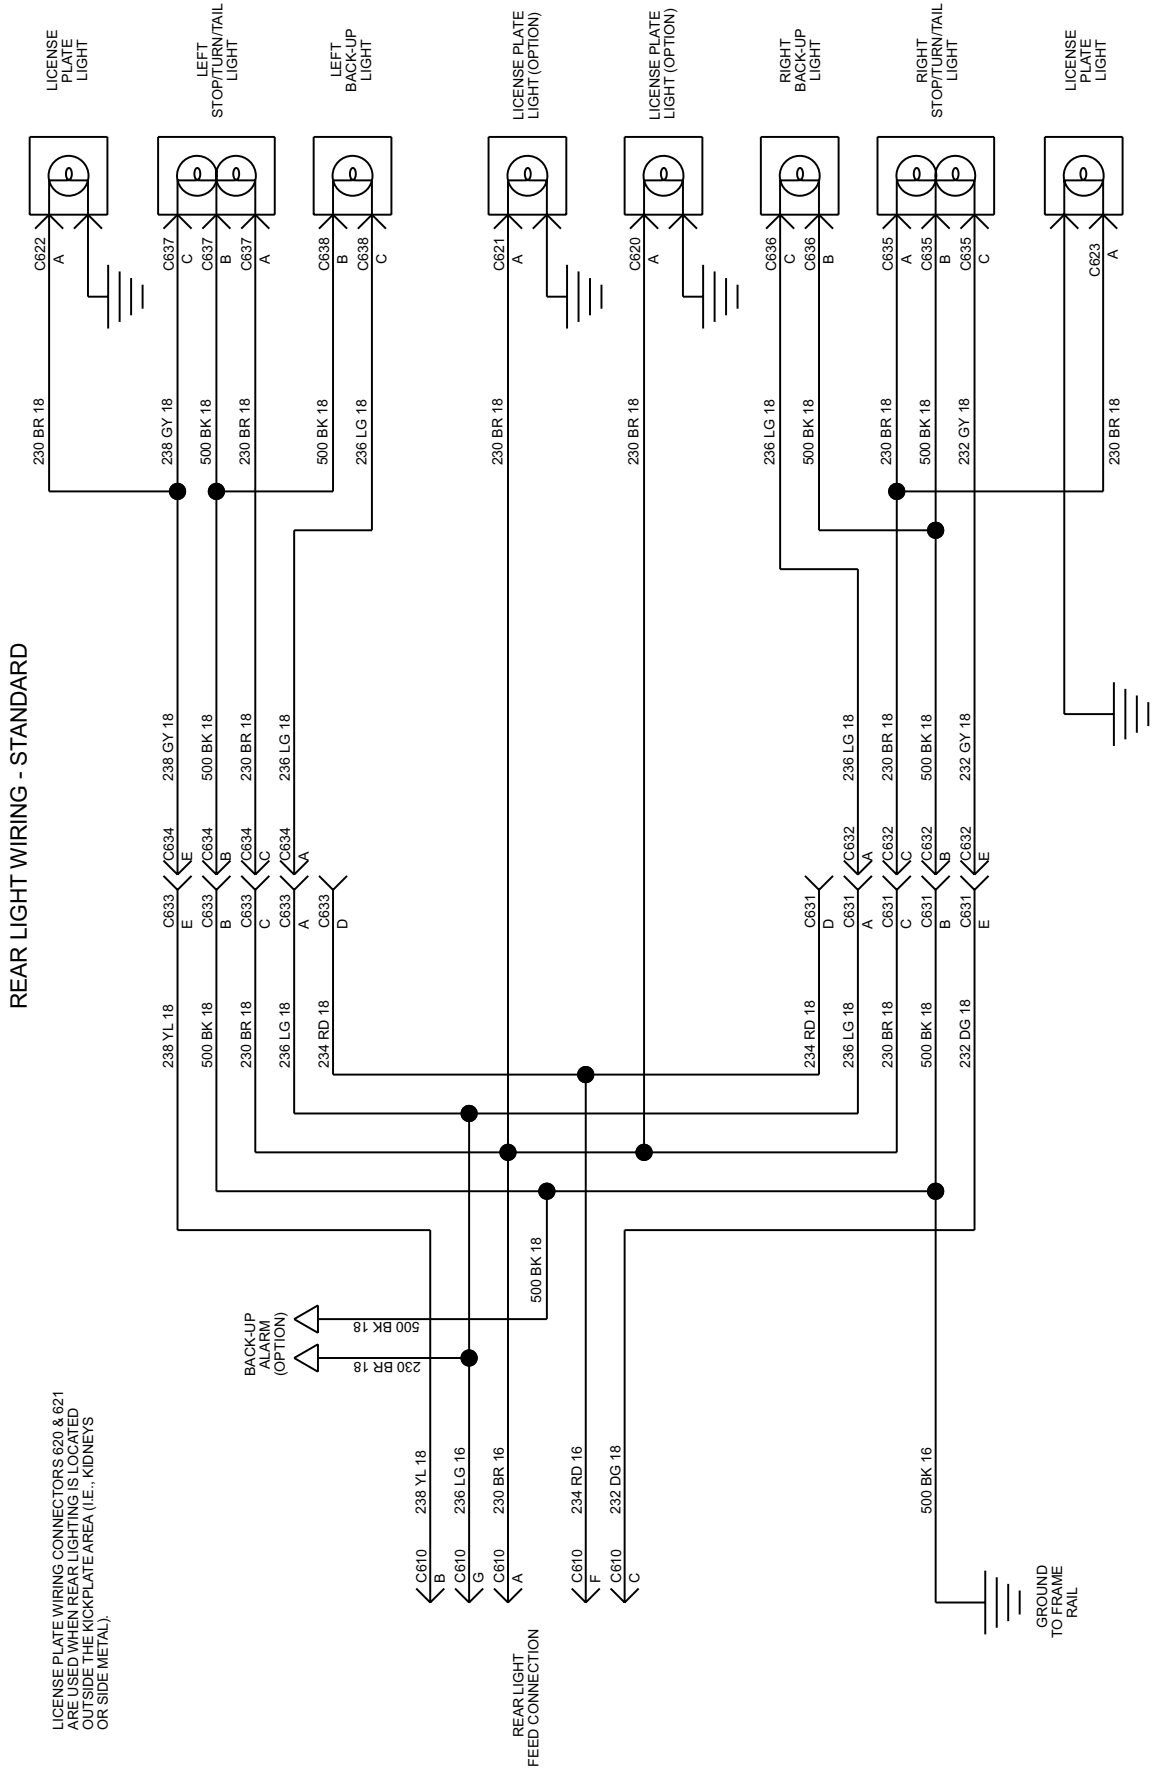 REAR LIGHT WIRING - STANDARD
LICENSE PLATE WIRING CONNECTORS 620 & 621
ARE USED WHEN REAR LIGHTING IS LOCATED
OUTSIDE THE KICKPLATE AREA (I.E., KIDNEYS
OR SIDE METAL).
LICENSE
PLATE
LIGHT
LEFT
STOP/TURN/TAIL
LIGHT
LEFT
BACK-UP
LIGHT
LICENSE PLATE
LIGHT (OPTION)
LICENSE PLATE
LIGHT (OPTION)
RIGHT
BACK-UP
LIGHT
RIGHT
STOP/TURN/TAIL
LIGHT
LICENSE
PLATE
LIGHT
C622
A
C637
C
C637
B
C637
A
C638
B
C638
C
C621
A
C620
A
C636
C
C636
B
C635
A
C635
B
C635
C
C623
A
230 BR 18
238 GY 18
500 BK 18
230 BR 18
500 BK 18
236 LG 18
230 BR 18
230 BR 18
236 LG 18
500 BK 18
230 BR 18
500 BK 18
232 GY 18
230 BR 18
238 GY 18
500 BK 18
230 BR 18
236 LG 18
236 LG 18
230 BR 18
500 BK 18
232 GY 18
C634
E
C634
B
C634
C
C634
A
C632
A
C632
C
C632
B
C632
E
C633
E
C633
B
C633
C
C633
A
C633
D
C631
D
C631
A
C631
C
C631
B
C631
E
238 YL 18
500 BK 18
230 BR 18
236 LG 18
234 RD 18
234 RD 18
236 LG 18
230 BR 18
500 BK 18
232 DG 18
500 BK 18
BACK-UP
ALARM
(OPTION)
500 BK 18
230 BR 18
238 YL 18
236 LG 16
230 BR 16
234 RD 16
232 DG 18
500 BK 16
C610
B
C610
G
C610
A
C610
F
C610
C
REAR LIGHT
FEED CONNECTION
GROUND
TO FRAME
RAIL